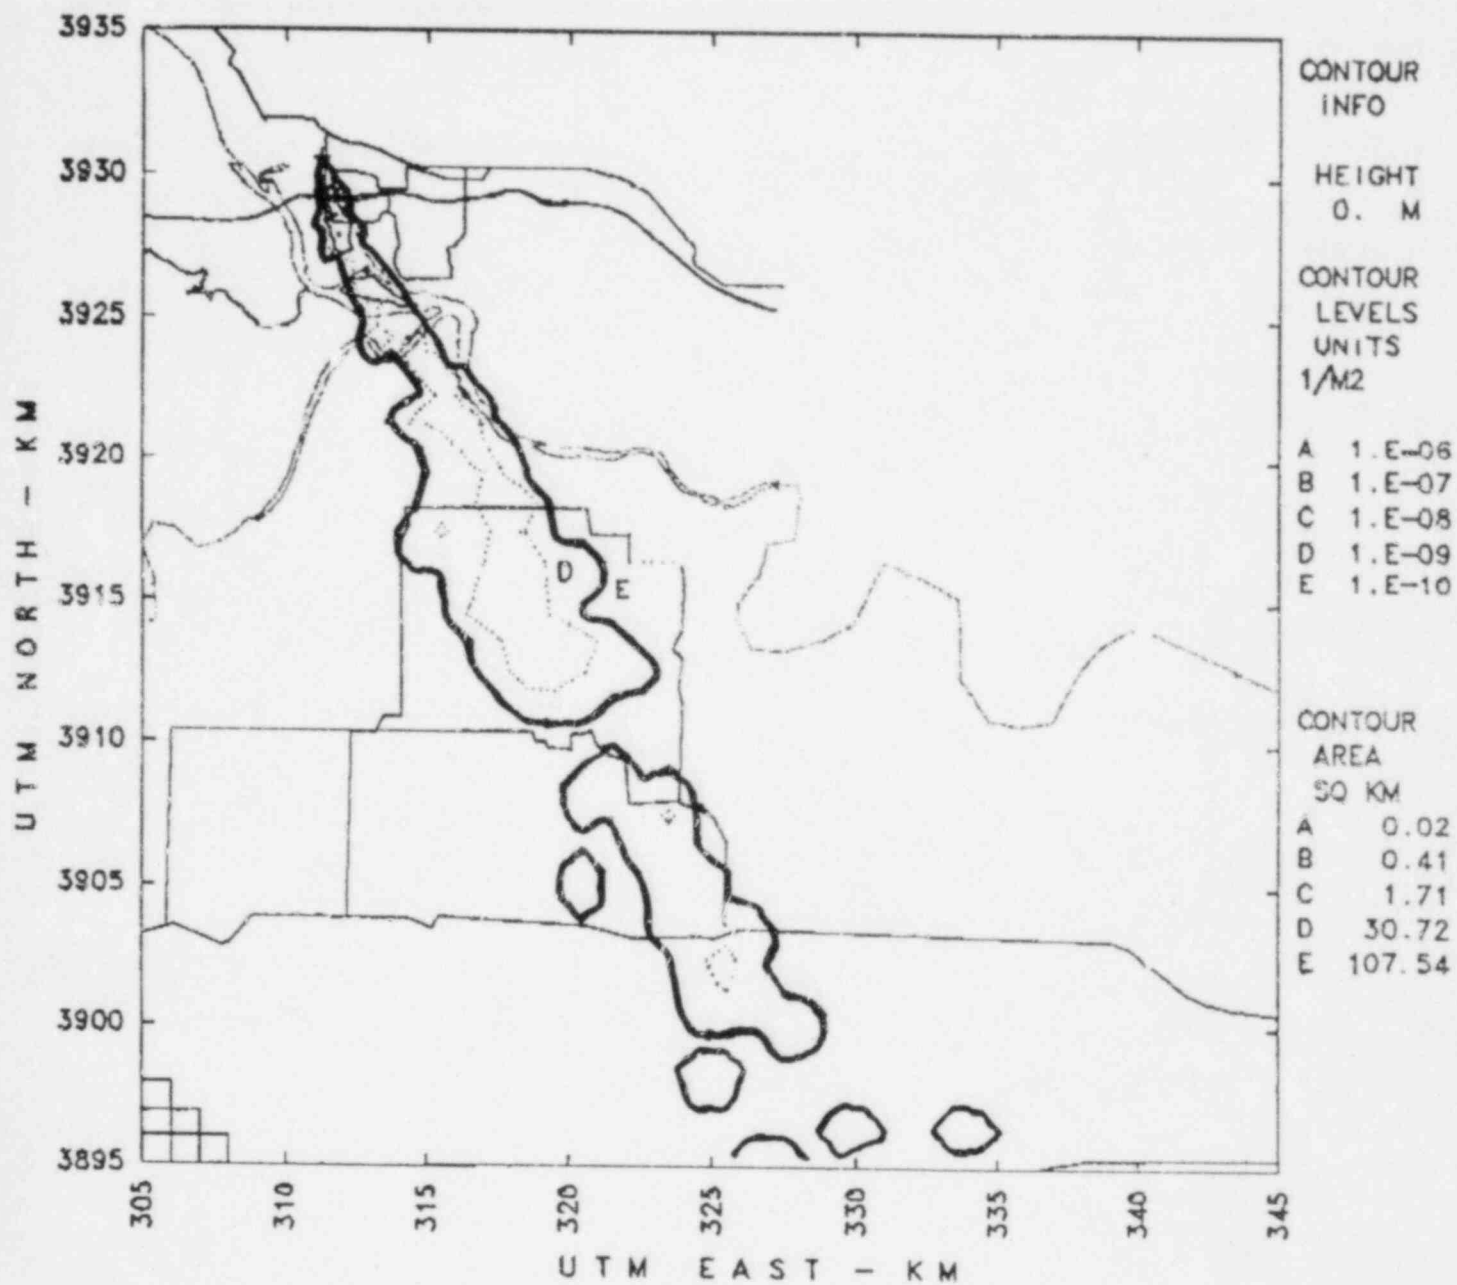 3935
3930
3925
3920
3915
3910
3905
3900
3895
UTM NORTH - KM
305
310
315
320
325
330
335
340
345
UTM EAST - KM
D
E
CONTOUR
INFO
HEIGHT
0. M
CONTOUR
LEVELS
UNITS
1/M2
A 1.E-06
B 1.E-07
C 1.E-08
D 1.E-09
E 1.E-10
CONTOUR
AREA
SQ KM
A 0.02
B 0.41
C 1.71
D 30.72
E 107.54